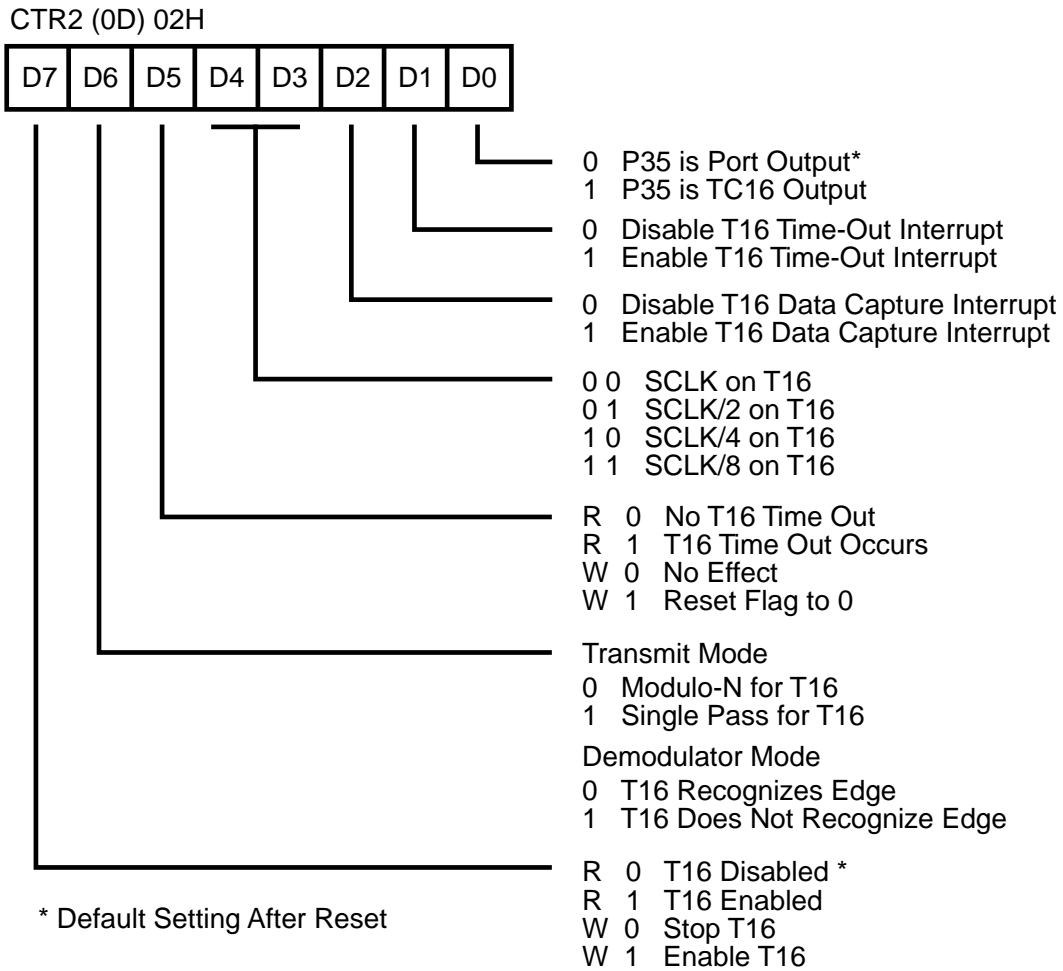 CTR2 (0D) 02H
D7 D6 D5 D4 D3 D2 D1 D0
0 P35 is Port Output*
1 P35 is TC16 Output
0 Disable T16 Time-Out Interrupt
1 Enable T16 Time-Out Interrupt
0 Disable T16 Data Capture Interrupt
1 Enable T16 Data Capture Interrupt
0 0 SCLK on T16
0 1 SCLK/2 on T16
1 0 SCLK/4 on T16
1 1 SCLK/8 on T16
R 0 No T16 Time Out
R 1 T16 Time Out Occurs
W 0 No Effect
W 1 Reset Flag to 0
Transmit Mode
0 Modulo-N for T16
1 Single Pass for T16
Demodulator Mode
0 T16 Recognizes Edge
1 T16 Does Not Recognize Edge
R 0 T16 Disabled *
R 1 T16 Enabled
W 0 Stop T16
W 1 Enable T16
* Default Setting After Reset